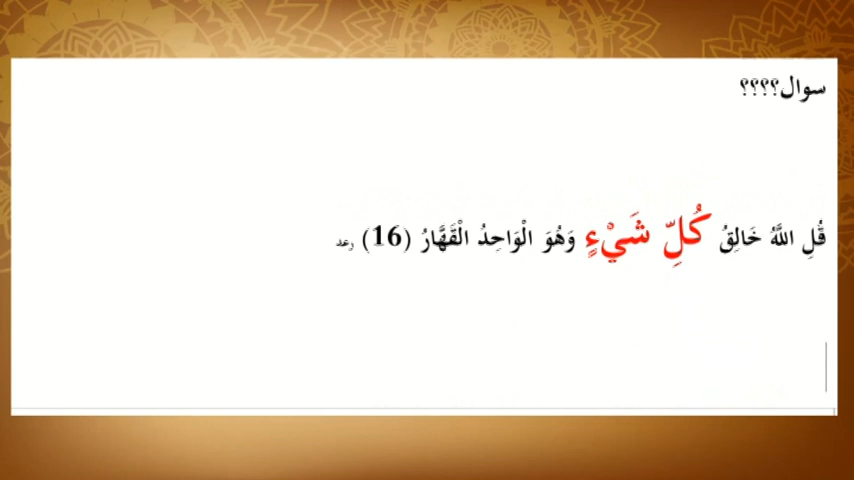 سوال؟؟؟؟
قُلِ اللَّهُ خَالِقُ كُلِّ شَيْءٍ وَهُوَ الْوَاحِدُ الْقَهَّارُ (16) رعد